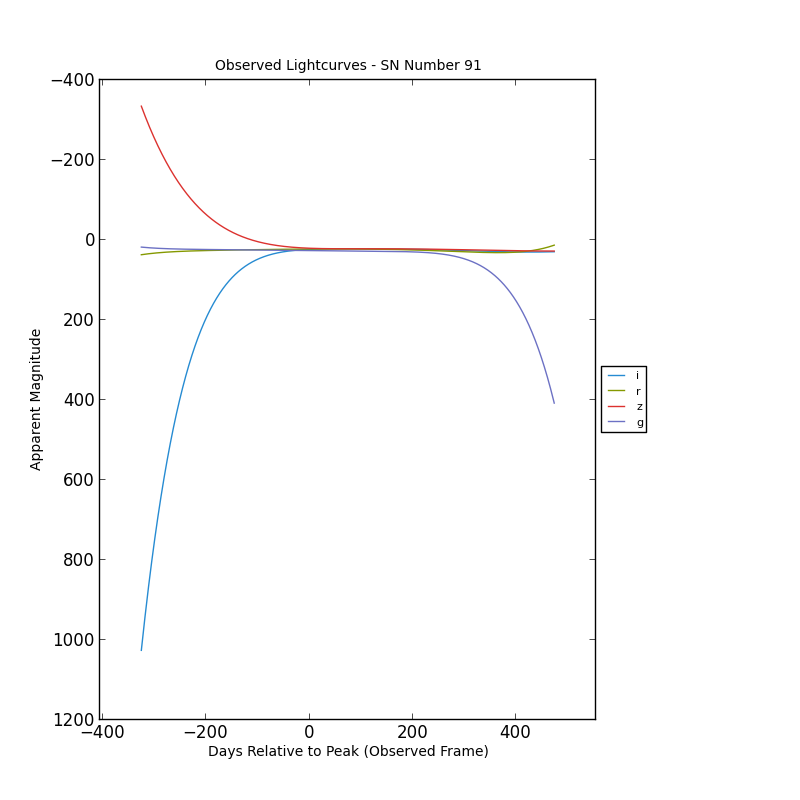 Observed Lightcurves - SN Number 91
−400
−200
0
200
400
600
800
1000
1200
−400 −200 0 200 400
Days Relative to Peak (Observed Frame)
Apparent Magnitude
i
r
z
g